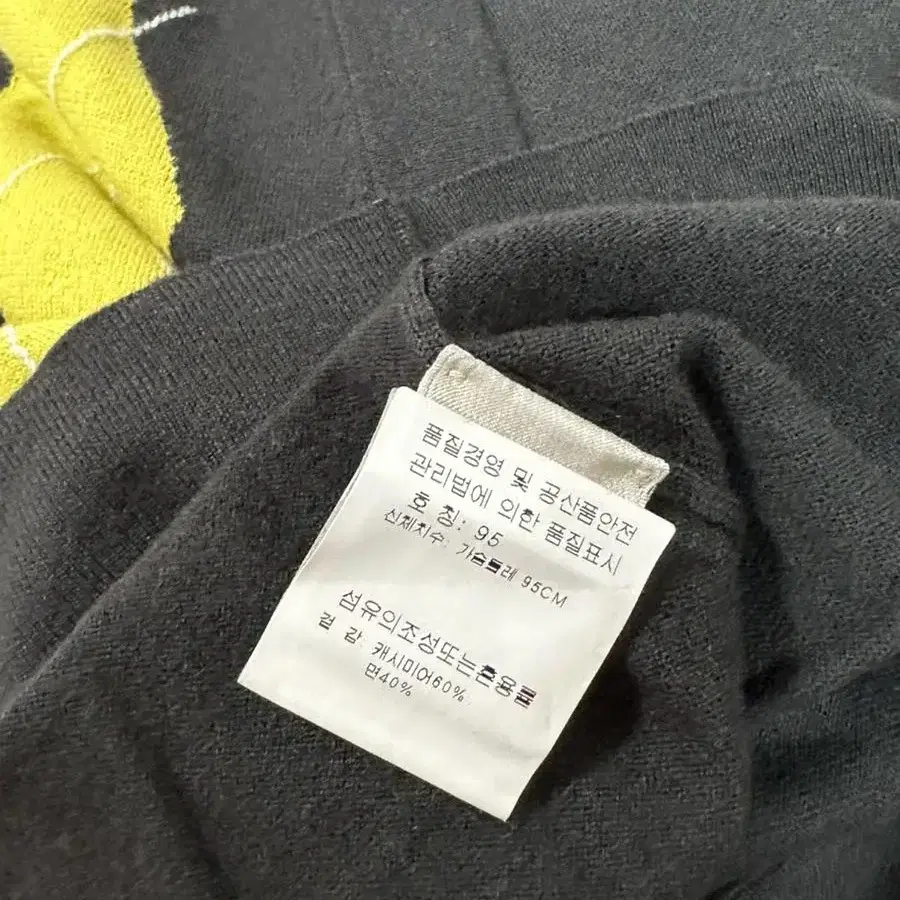 품질경영 및 공산품안전
관리법에 의한 품질표시
호 칭: 95
신체치수: 가슴둘레 95CM
섬유의조성또는혼용률
겉 감: 캐시미어60%
면40%